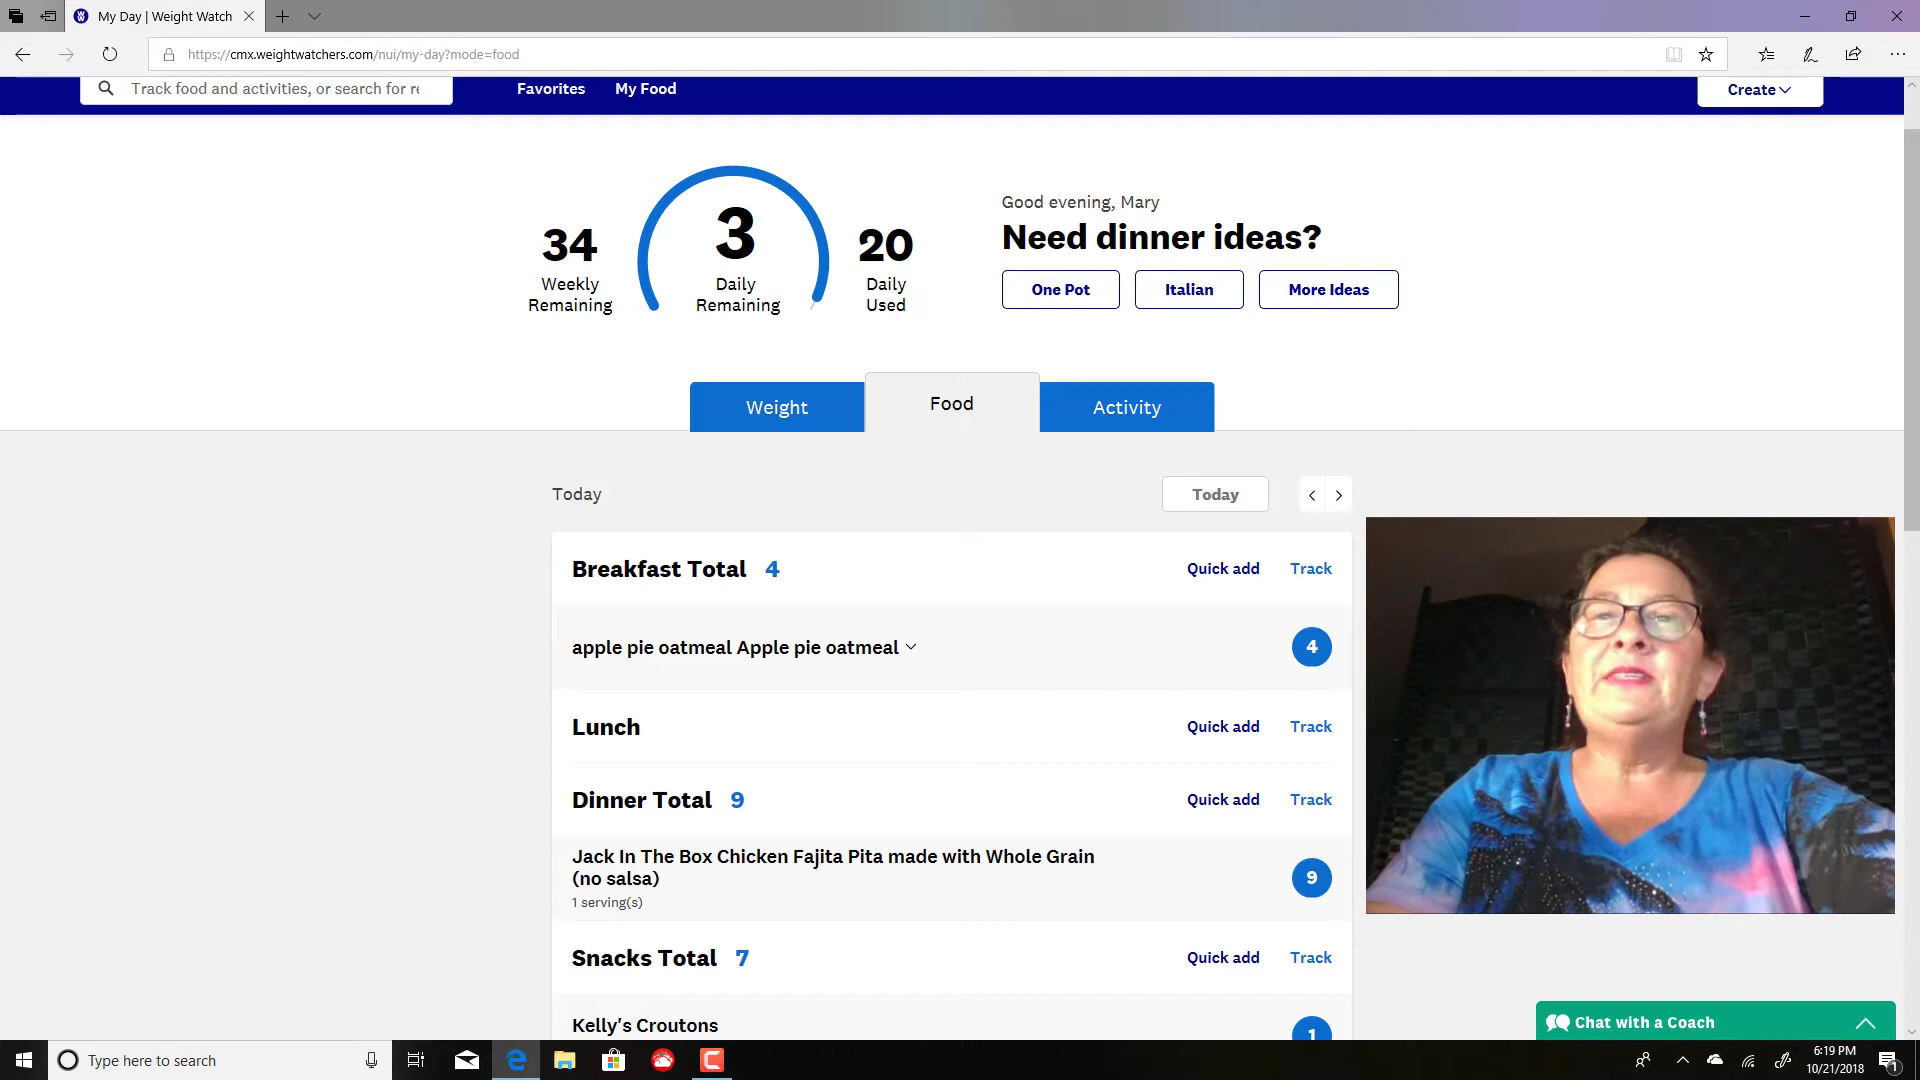 My Day | Weight Watch
https://cmx.weightwatchers.com/nui/my-day?mode=food
Track food and activities, or search for re
Favorites
My Food
Create
34
Weekly
Remaining
3
Daily
Remaining
20
Daily
Used
Good evening, Mary
Need dinner ideas?
One Pot
Italian
More Ideas
Weight
Food
Activity
Today
Today
Breakfast Total 4
Quick add
Track
apple pie oatmeal Apple pie oatmeal
4
Lunch
Quick add
Track
Dinner Total 9
Quick add
Track
Jack In The Box Chicken Fajita Pita made with Whole Grain
(no salsa)
1 serving(s)
9
Snacks Total 7
Quick add
Track
Kelly's Croutons
1
Chat with a Coach
Type here to search
6:19 PM
10/21/2018
1